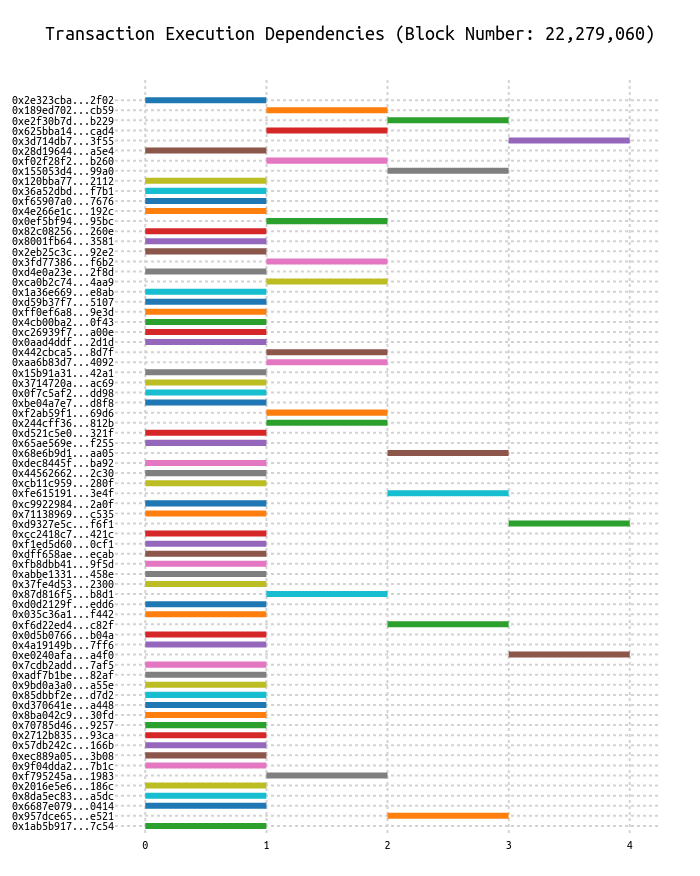 Transaction Execution Dependencies (Block Number: 22,279,060)
0x2e323cba...2f02
0x189ed702...cb59
0xe2f30b7d...b229
0x625bba14...cad4
0x3d714db7...3f55
0x28d19644...a5e4
0xf02f28f2...b260
0x155053d4...99a0
0x120bba77...2112
0x36a52dbd...f7b1
0xf65907a0...7676
0x4e266e1c...192c
0x0ef5bf94...95bc
0x82c08256...260e
0x8001fb64...3581
0x2eb25c3c...92e2
0x3fd77386...f6b2
0xd4e0a23e...2f8d
0xca0b2c74...4aa9
0x1a36e669...e8ab
0xd59b37f7...5107
0xff0ef6a8...9e3d
0x4cb00ba2...0f43
0xc26939f7...a00e
0x0aad4ddf...2d1d
0x442cbca5...8d7f
0xaa6b83d7...4092
0x15b91a31...42a1
0x3714720a...ac69
0x0f7c5af2...dd98
0xbe04a7e7...d8f8
0xf2ab59f1...69d6
0x244cff36...812b
0xd521c5e0...321f
0x65ae569e...f255
0x68e6b9d1...aa05
0xdec8445f...ba92
0x44562662...2c30
0xcb11c959...280f
0xfe615191...3e4f
0xc9922984...2a0f
0x71138969...c535
0xd9327e5c...f6f1
0xcc2418c7...421c
0xf1ed5d60...0cf1
0xdff658ae...ecab
0xfb8dbb41...9f5d
0xabbe1331...458e
0x37fe4d53...2300
0x87d816f5...b8d1
0xd0d2129f...edd6
0x035c36a1...f442
0xf6d22ed4...c82f
0x0d5b0766...b04a
0x4a19149b...7ff6
0xe0240afa...a4f0
0x7cdb2add...7af5
0xadf7b1be...82af
0x9bd0a3a0...a55e
0x85dbbf2e...d7d2
0xd370641e...a448
0x8ba042c9...30fd
0x70785d46...9257
0x2712b835...93ca
0x57db242c...166b
0xec889a05...3b08
0x9f04dda2...7b1c
0xf795245a...1983
0x2016e5e6...186c
0x8da5ec83...a5dc
0x6687e079...0414
0x957dce65...e521
0x1ab5b917...7c54
0 1 2 3 4